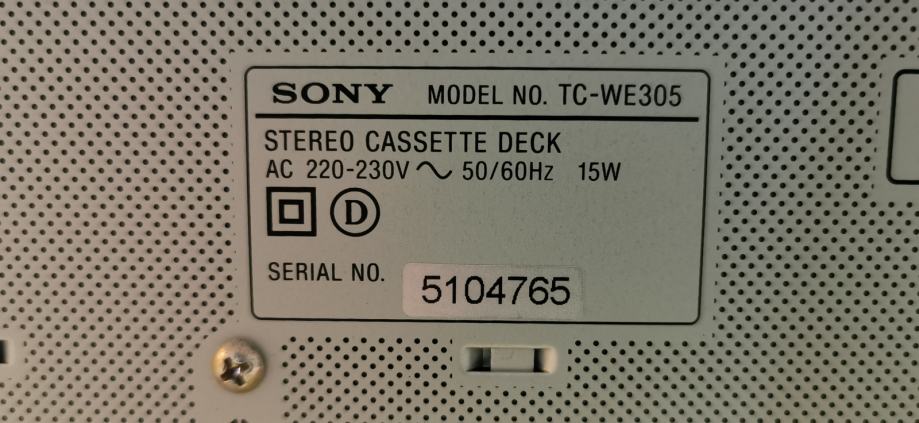 SONY MODEL NO. TC-WE305
STEREO CASSETTE DECK
AC 220-230V ~ 50/60Hz 15W
D
SERIAL NO. 5104765